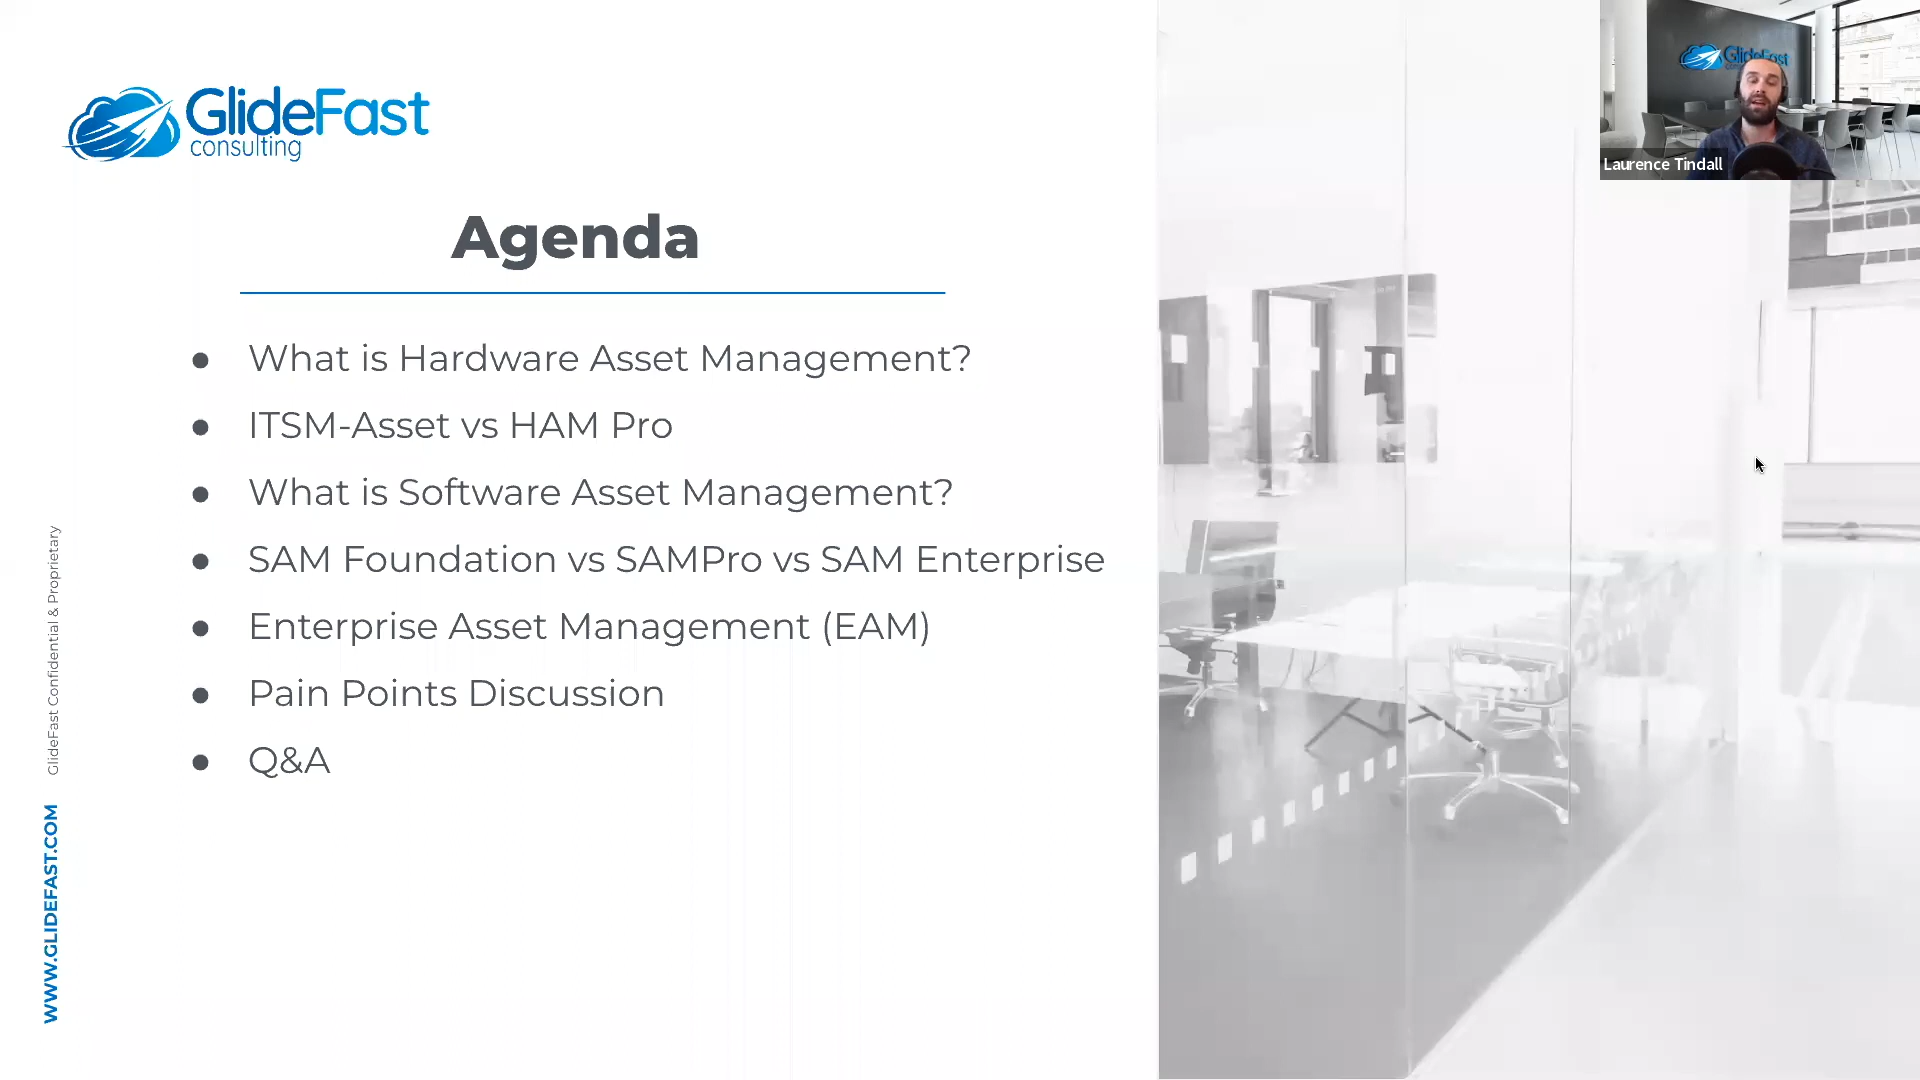 GlideFast
consulting
GlideFast
Laurence Tindall
Agenda
● What is Hardware Asset Management?
● ITSM-Asset vs HAM Pro
● What is Software Asset Management?
● SAM Foundation vs SAMPro vs SAM Enterprise
● Enterprise Asset Management (EAM)
● Pain Points Discussion
● Q&A
GlideFast Confidential & Proprietary
WWW.GLIDEFAST.COM